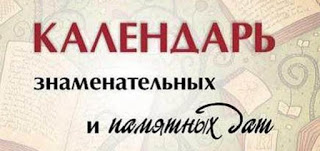 КАЛЕНДАРЬ
знаменательных
и памятных дат